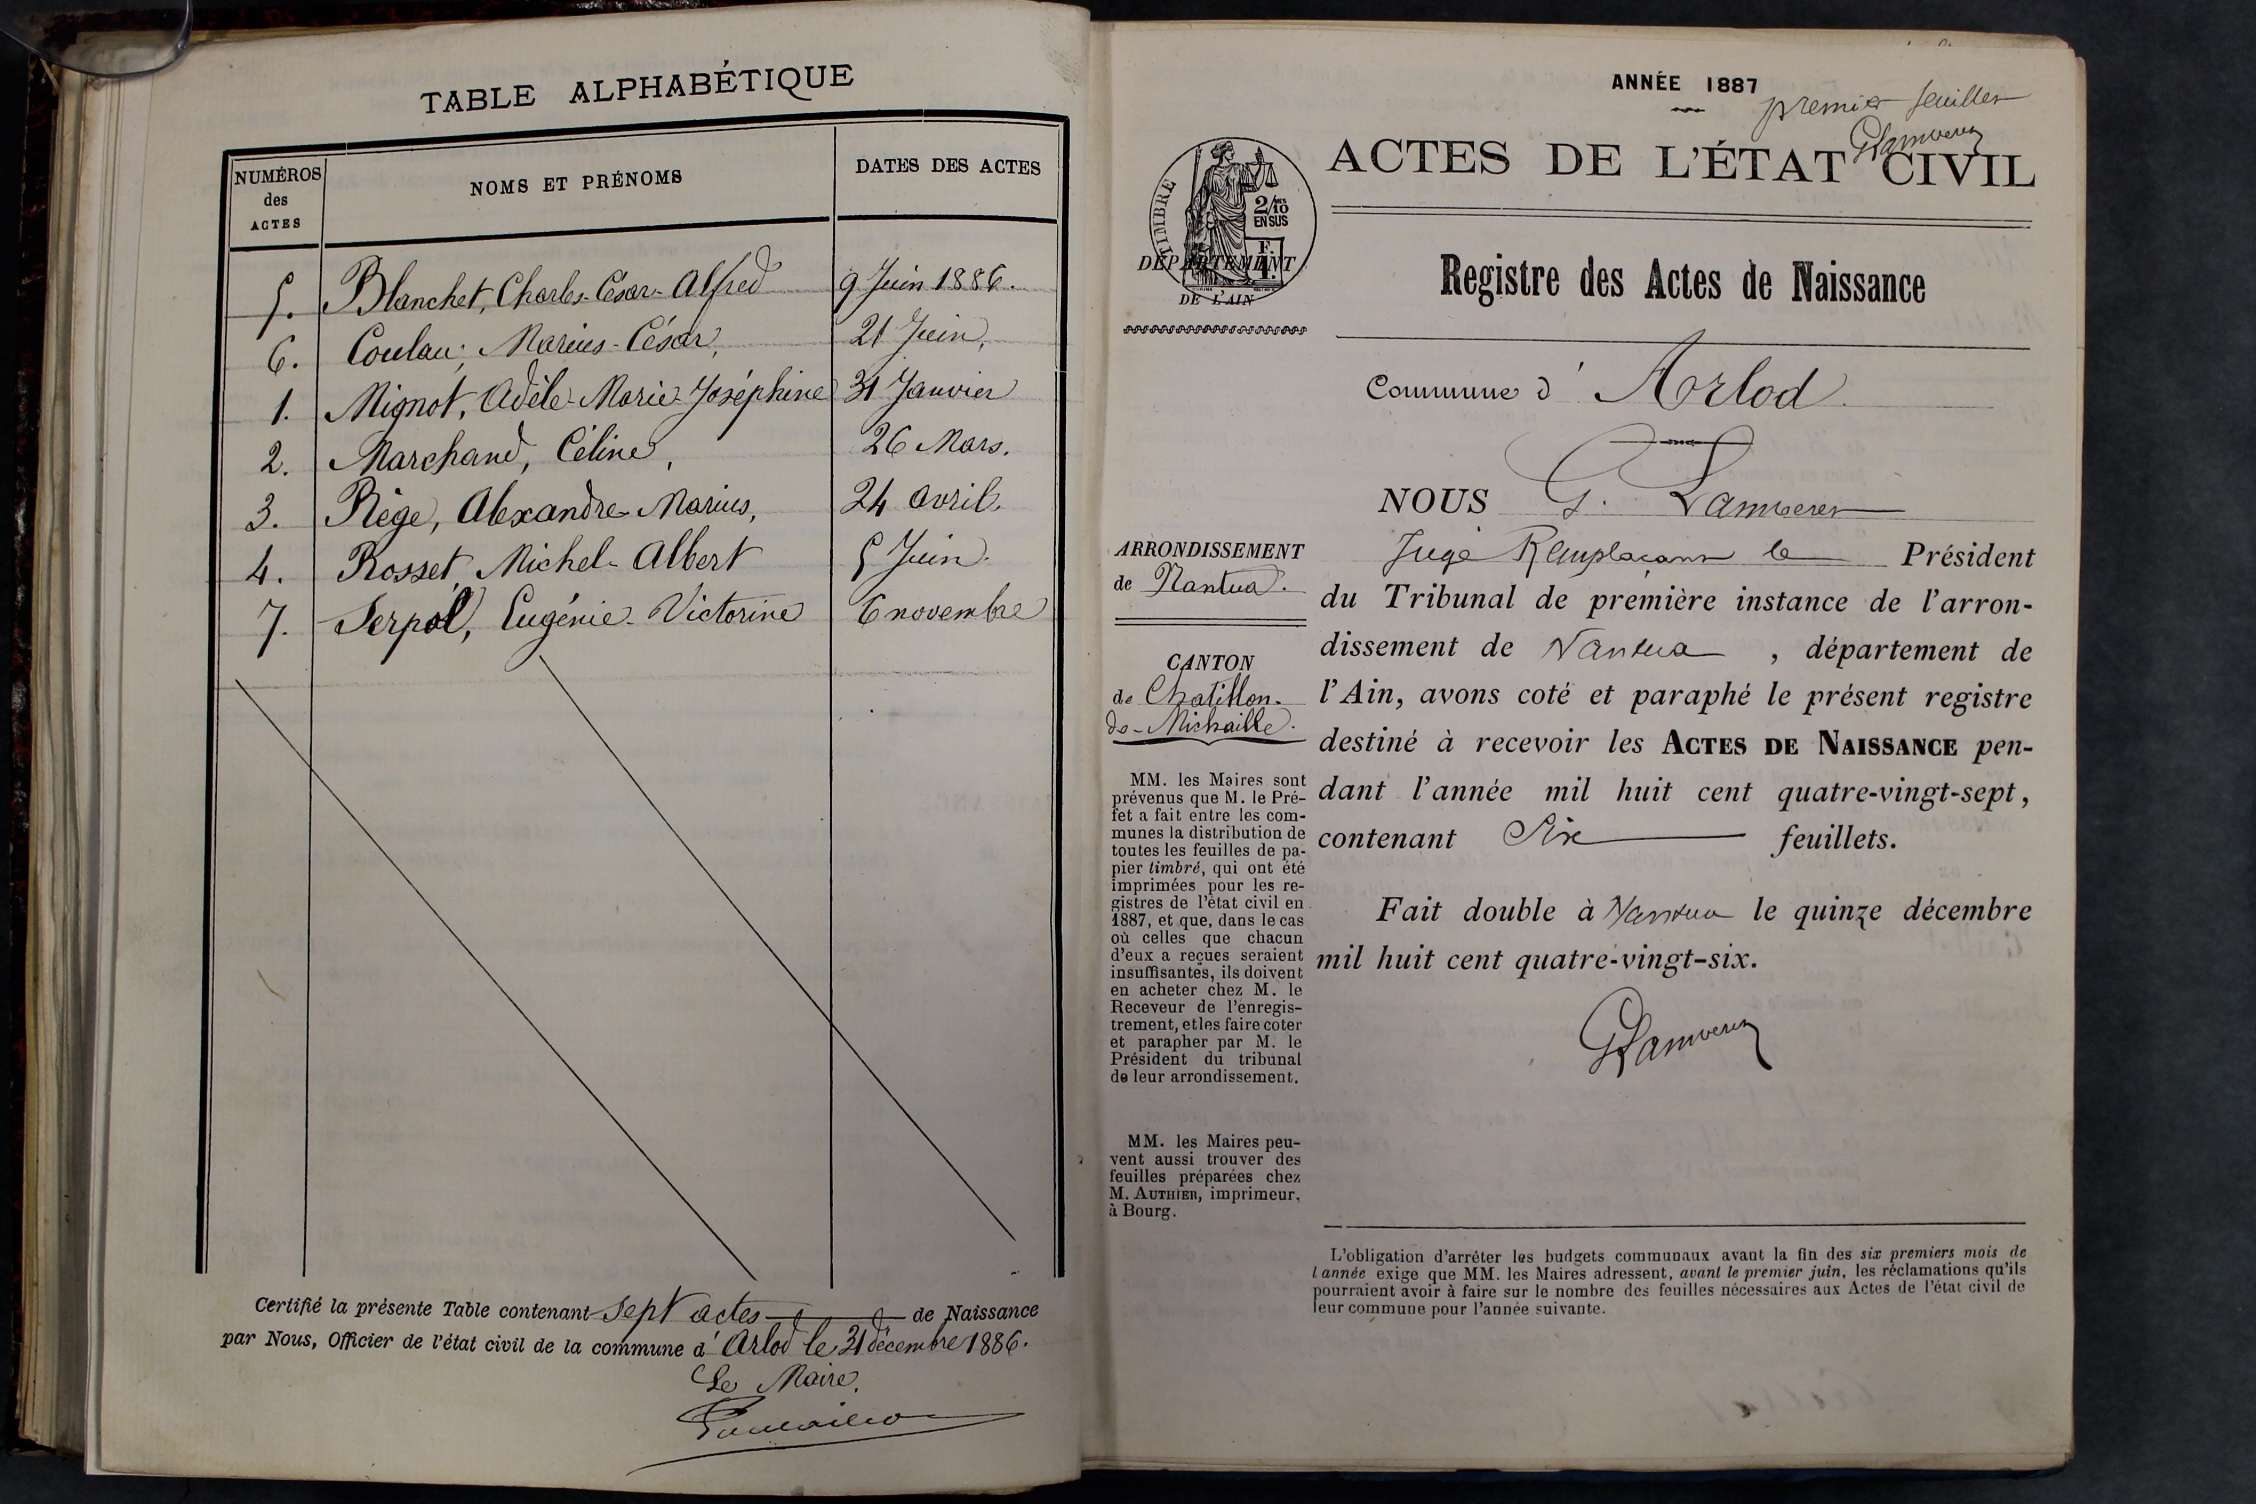 TABLE ALPHABÉTIQUE
NUMÉROS des ACTES
NOMS ET PRÉNOMS
DATES DES ACTES
5. Blanchet, Charles-César-Alfred 9 Juin 1886.
6. Coulau, Marius-César, 21 Juin,
1. Mignot, Adèle-Marie-Joséphine 31 Janvier
2. Marchand, Céline, 26 Mars.
3. Riège, Alexandre-Marius, 24 avril.
4. Rosset, Michel-Albert 5 Juin.
7. Serpol, Eugénie-Victorine 6 novembre
Certifié la présente Table contenant sept actes de Naissance
par Nous, Officier de l'état civil de la commune d' Arlod le 31 décembre 1886.
Le Maire,
ANNÉE 1887
premier feuillet
TIMBRE
2/10
EN SUS
DÉPARTEMENT
DE L'AIN
ACTES DE L'ÉTAT CIVIL
Registre des Actes de Naissance
Commune d' Arlod
ARRONDISSEMENT
de Nantua.
CANTON
de Chatillon-
de-Michaille.
MM. les Maires sont
prévenus que M. le Pré-
fet a fait entre les com-
munes la distribution de
toutes les feuilles de pa-
pier timbré, qui ont été
imprimées pour les re-
gistres de l'état civil en
1887, et que, dans le cas
où celles que chacun
d'eux a reçues seraient
insuffisantes, ils doivent
en acheter chez M. le
Receveur de l'enregis-
trement, et les faire coter
et parapher par M. le
Président du tribunal
de leur arrondissement.
MM. les Maires peu-
vent aussi trouver des
feuilles préparées chez
M. AUTHIER, imprimeur,
à Bourg.
NOUS G.
Juge Remplaçant le Président
du Tribunal de première instance de l'arron-
dissement de Nantua, département de
l'Ain, avons coté et paraphé le présent registre
destiné à recevoir les ACTES DE NAISSANCE pen-
dant l'année mil huit cent quatre-vingt-sept,
contenant Six feuillets.
Fait double à Nantua le quinze décembre
mil huit cent quatre-vingt-six.
L'obligation d'arrêter les budgets communaux avant la fin des six premiers mois de
l'année exige que MM. les Maires adressent, avant le premier juin, les réclamations qu'ils
pourraient avoir à faire sur le nombre des feuilles nécessaires aux Actes de l'état civil de
leur commune pour l'année suivante.